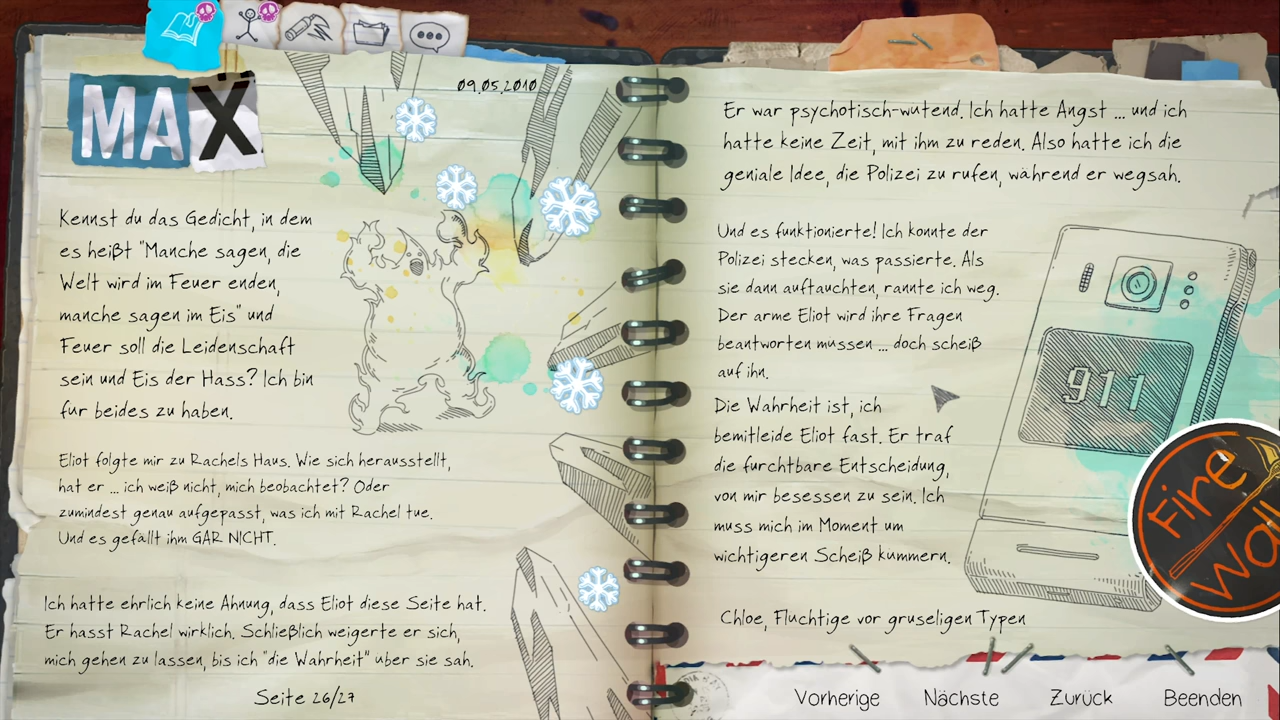 MAX
09.05.2010
Kennst du das Gedicht, in dem
es heißt "Manche sagen, die
Welt wird im Feuer enden,
manche sagen im Eis" und
Feuer soll die Leidenschaft
sein und Eis der Hass? Ich bin
fur beides zu haben.
Eliot folgte mir zu Rachels Haus. Wie sich herausstellt,
hat er ... ich weiß nicht, mich beobachtet? Oder
zumindest genau aufgepasst, was ich mit Rachel tue.
Und es gefällt ihm GAR NICHT.
Ich hatte ehrlich keine Ahnung, dass Eliot diese Seite hat.
Er hasst Rachel wirklich. Schließlich weigerte er sich,
mich gehen zu lassen, bis ich "die Wahrheit" uber sie sah.
Seite 26/27
Er war psychotisch-wutend. Ich hatte Angst ... und ich
hatte keine Zeit, mit ihm zu reden. Also hatte ich die
geniale Idee, die Polizei zu rufen, während er wegsah.
Und es funktionierte! Ich konnte der
Polizei stecken, was passierte. Als
sie dann auftauchten, rannte ich weg.
Der arme Eliot wird ihre Fragen
beantworten mussen ... doch scheiß
auf ihn.
Die Wahrheit ist, ich
bemitleide Eliot fast. Er traf
die furchtbare Entscheidung,
von mir besessen zu sein. Ich
muss mich im Moment um
wichtigeren Scheiß kummern.
Chloe, Fluchtige vor gruseligen Typen
911
Fire
Wal
Vorherige Nächste Zurück Beenden